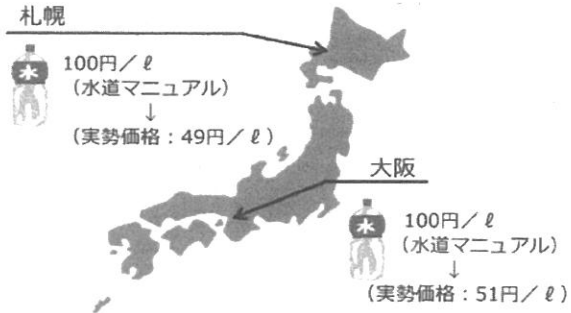 札幌
水
100円/ℓ
(水道マニュアル)
↓
(実勢価格:49円/ℓ)
大阪
水
100円/ℓ
(水道マニュアル)
↓
(実勢価格:51円/ℓ)